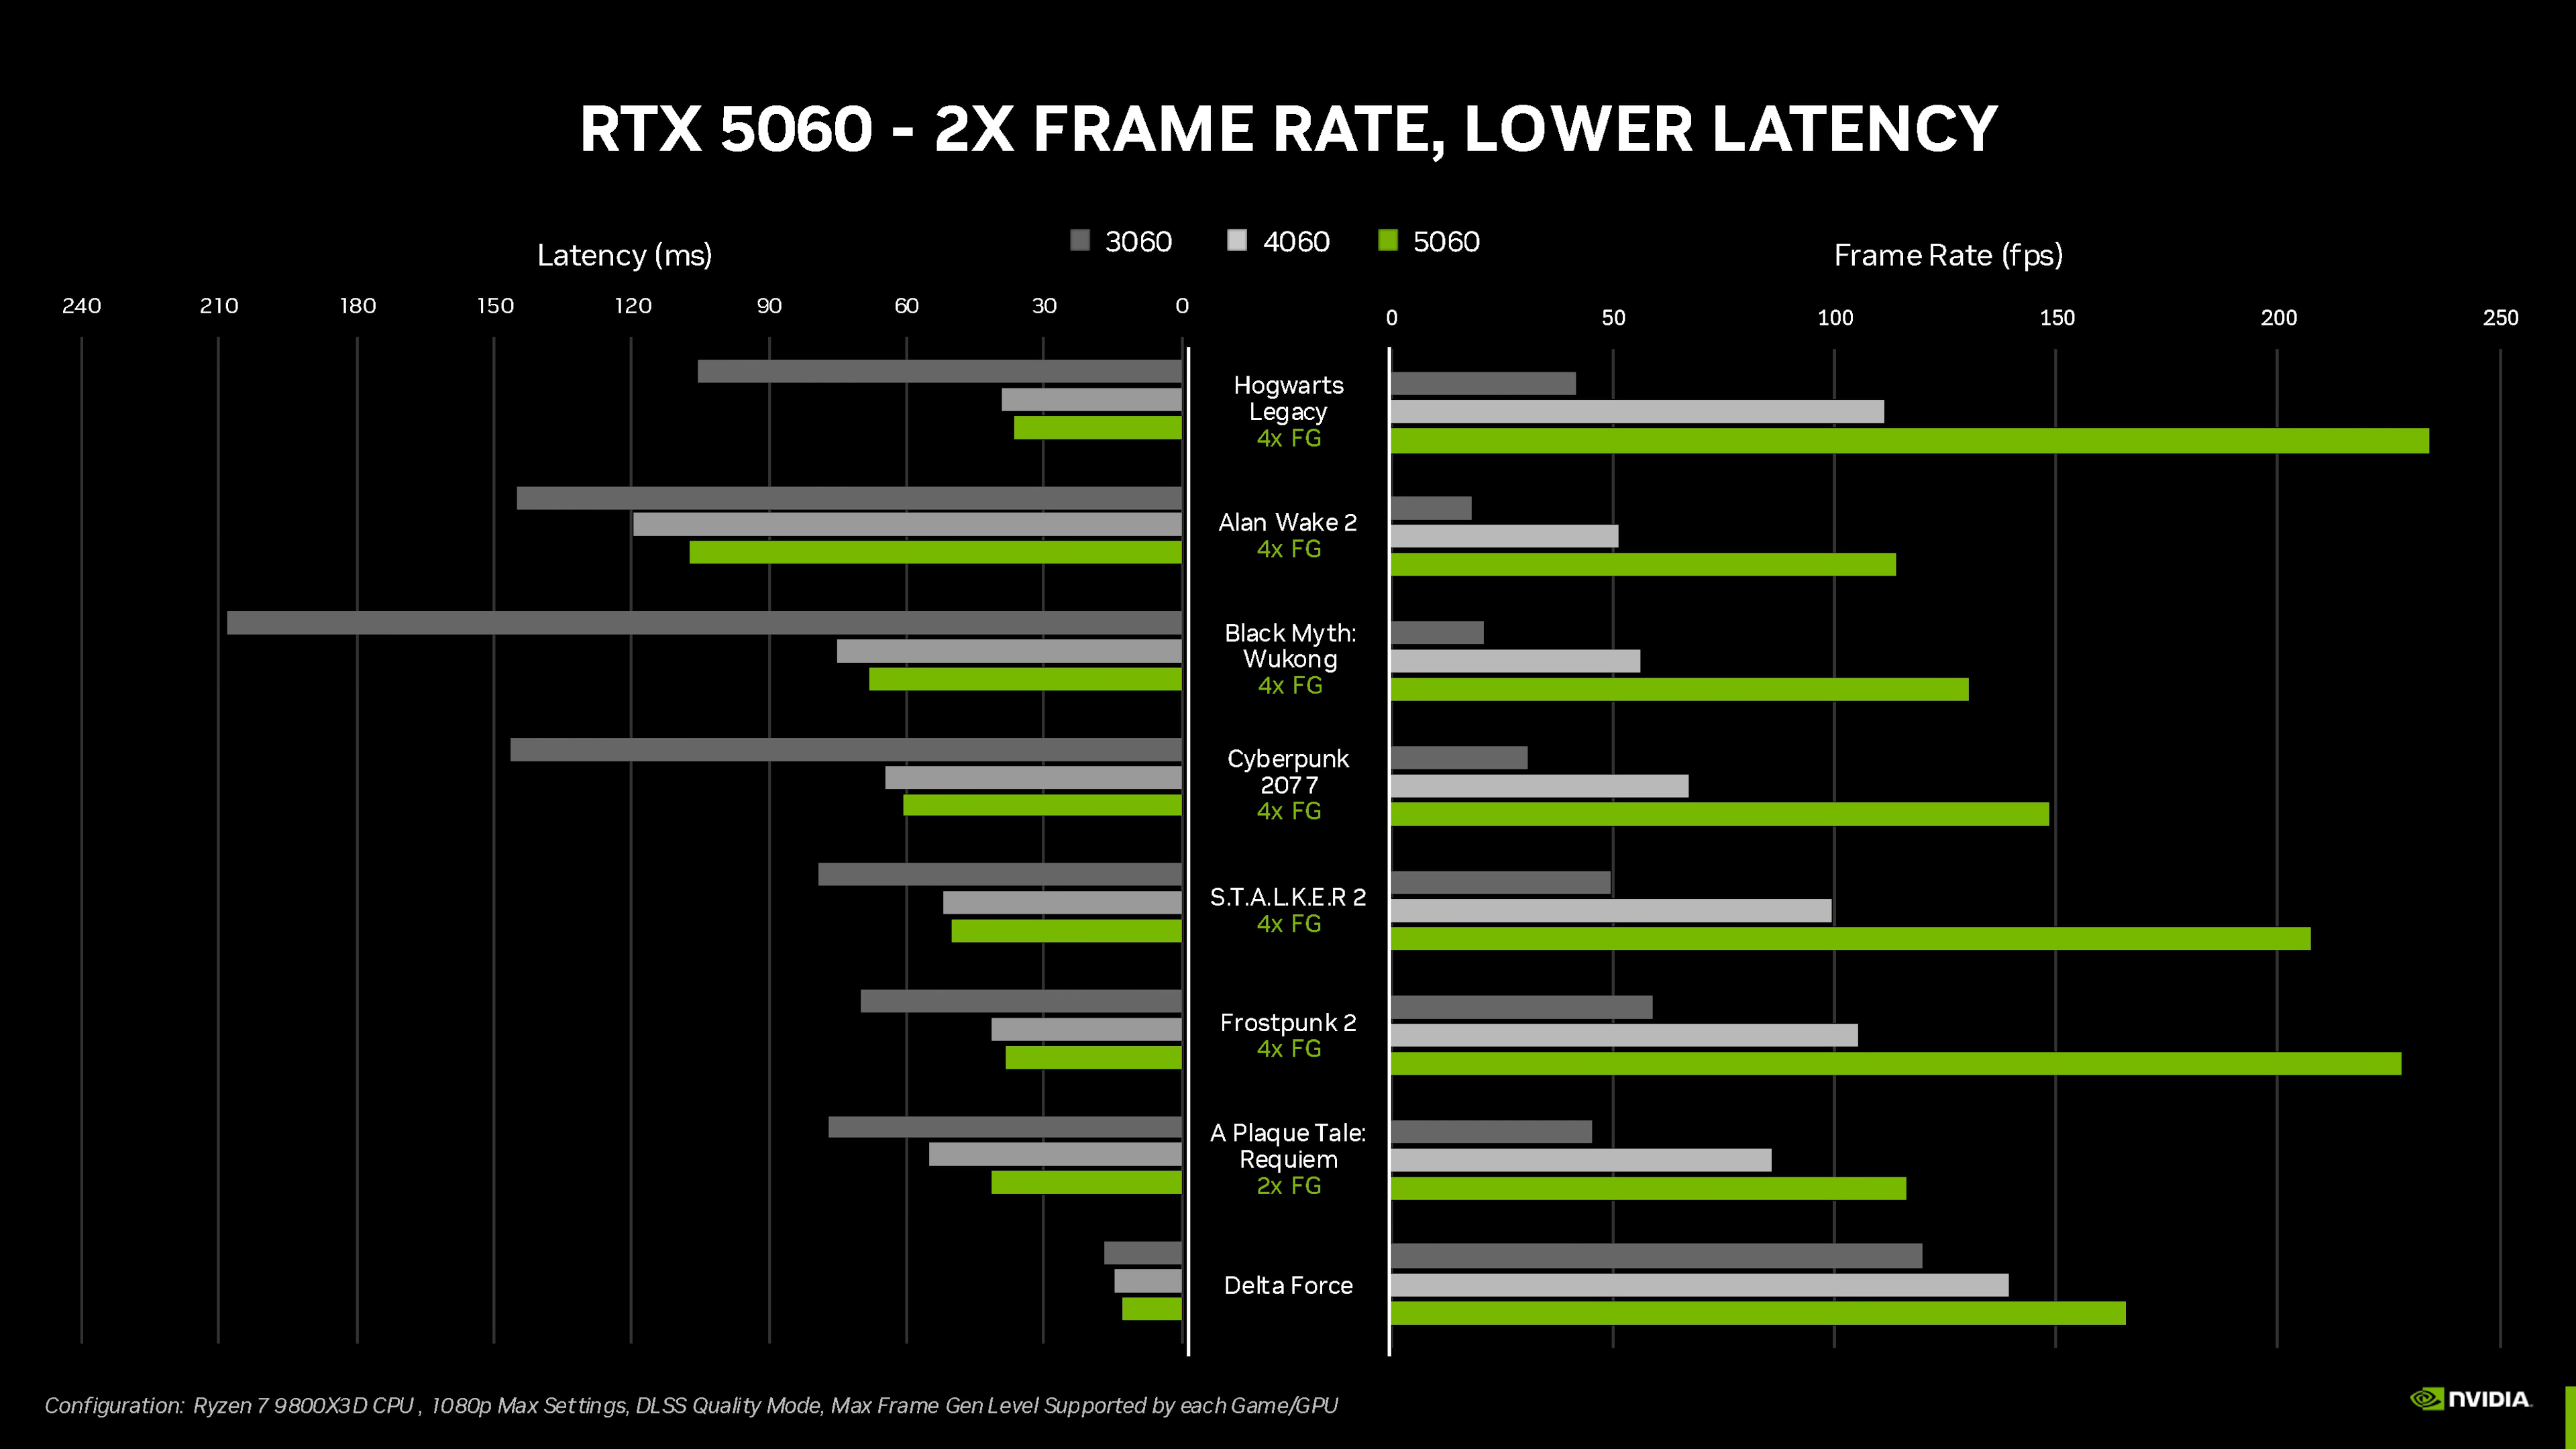 RTX 5060 - 2X FRAME RATE, LOWER LATENCY
3060 4060 5060
Latency (ms)
Frame Rate (fps)
240 210 180 150 120 90 60 30 0
0 50 100 150 200 250
Hogwarts
Legacy
4x FG
Alan Wake 2
4x FG
Black Myth:
Wukong
4x FG
Cyberpunk
2077
4x FG
S.T.A.L.K.E.R 2
4x FG
Frostpunk 2
4x FG
A Plaque Tale:
Requiem
2x FG
Delta Force
Configuration: Ryzen 7 9800X3D CPU , 1080p Max Settings, DLSS Quality Mode, Max Frame Gen Level Supported by each Game/GPU
NVIDIA.